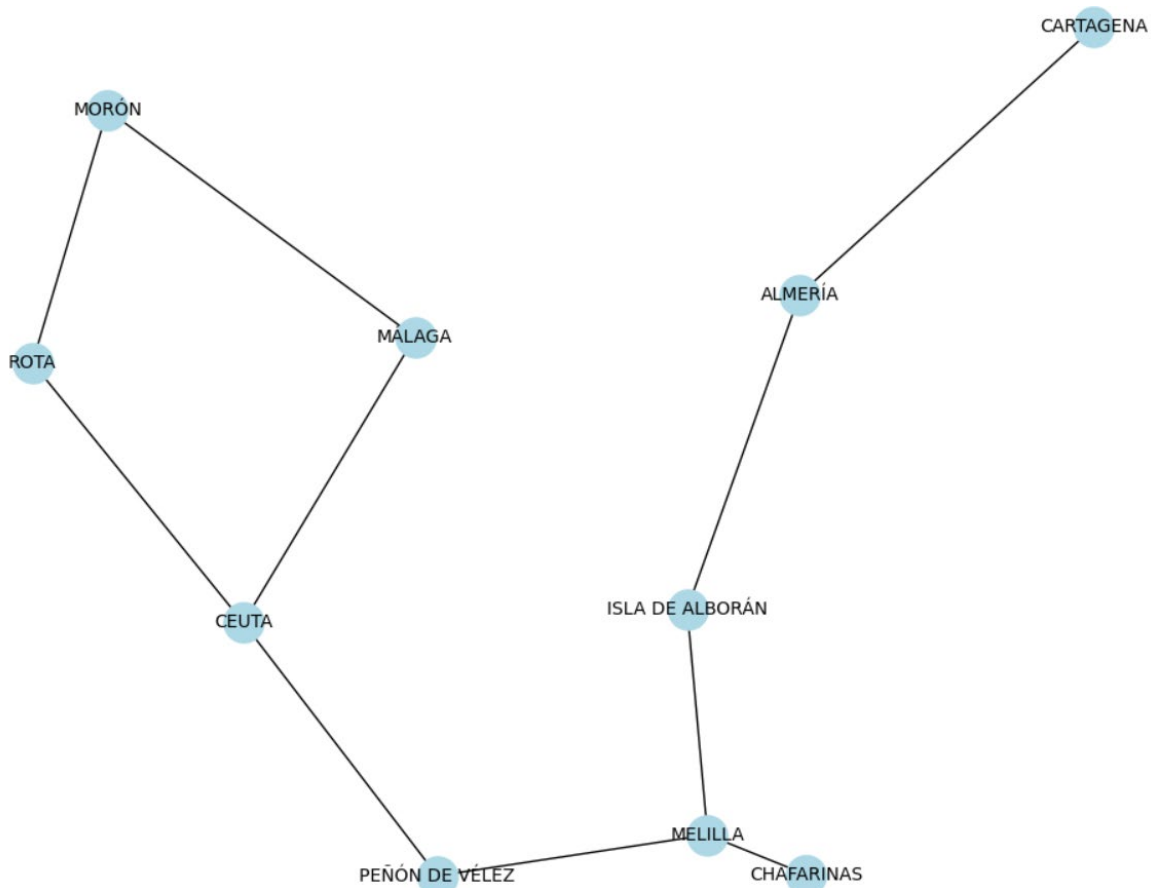 CARTAGENA
MORÓN
ALMERÍA
MÁLAGA
ROTA
ISLA DE ALBORÁN
CEUTA
MELILLA
PEÑÓN DE VÉLEZ
CHAFARINAS